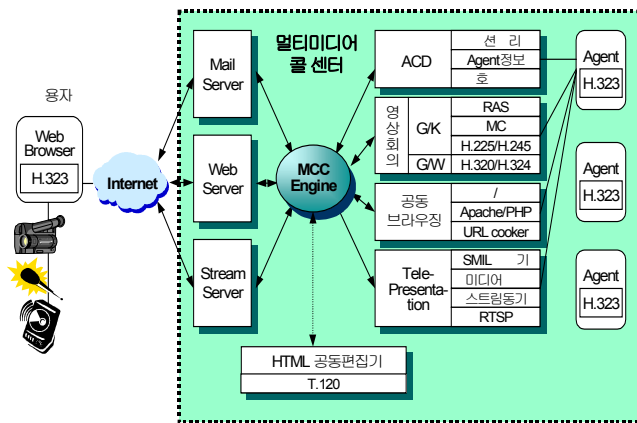 용자
Web
Browser
H.323
Internet
Mail
Server
Web
Server
Stream
Server
멀티미디어
콜 센터
MCC
Engine
HTML 공동편집기
T.120
ACD
션 리
Agent정보
호
영상회의
G/K
RAS
MC
H.225/H.245
G/W
H.320/H.324
공동
브라우징
/
Apache/PHP
URL cooker
Tele-
Presenta-
tion
SMIL 기
미디어
스트림동기
RTSP
Agent
H.323
Agent
H.323
Agent
H.323